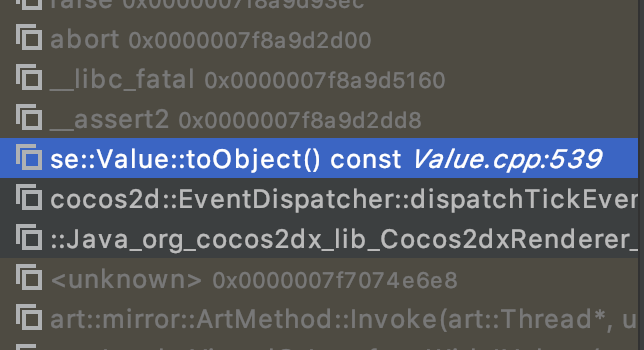 raise 0x0000007f8a9d93ec
abort 0x0000007f8a9d2d00
__libc_fatal 0x0000007f8a9d5160
__assert2 0x0000007f8a9d2dd8
se::Value::toObject() const Value.cpp:539
cocos2d::EventDispatcher::dispatchTickEver
::Java_org_cocos2dx_lib_Cocos2dxRenderer_
<unknown> 0x0000007f7074e6e8
art::mirror::ArtMethod::Invoke(art::Thread*, u